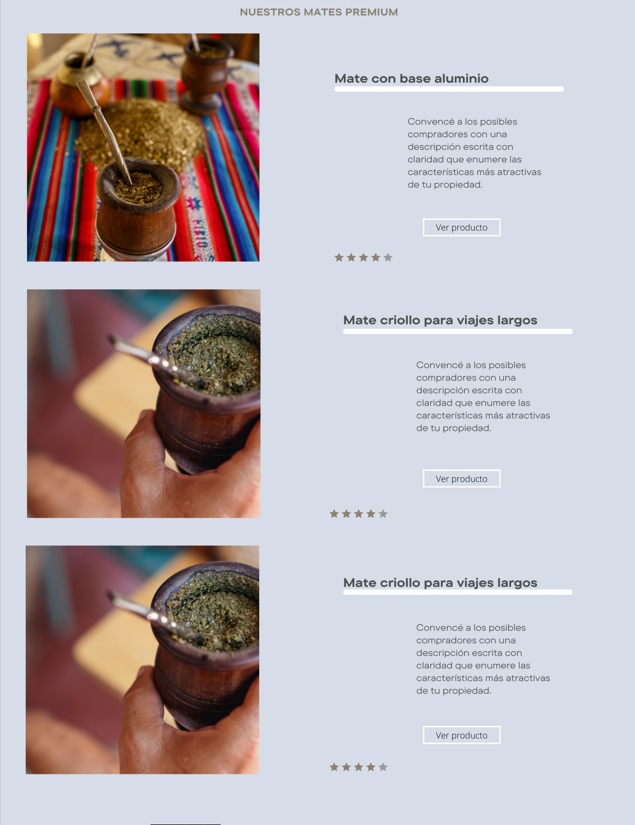 NUESTROS MATES PREMIUM
Mate con base aluminio
Convencé a los posibles
compradores con una
descripción escrita con
claridad que enumere las
características más atractivas
de tu propiedad.
Ver producto
Mate criollo para viajes largos
Convencé a los posibles
compradores con una
descripción escrita con
claridad que enumere las
características más atractivas
de tu propiedad.
Ver producto
Mate criollo para viajes largos
Convencé a los posibles
compradores con una
descripción escrita con
claridad que enumere las
características más atractivas
de tu propiedad.
Ver producto